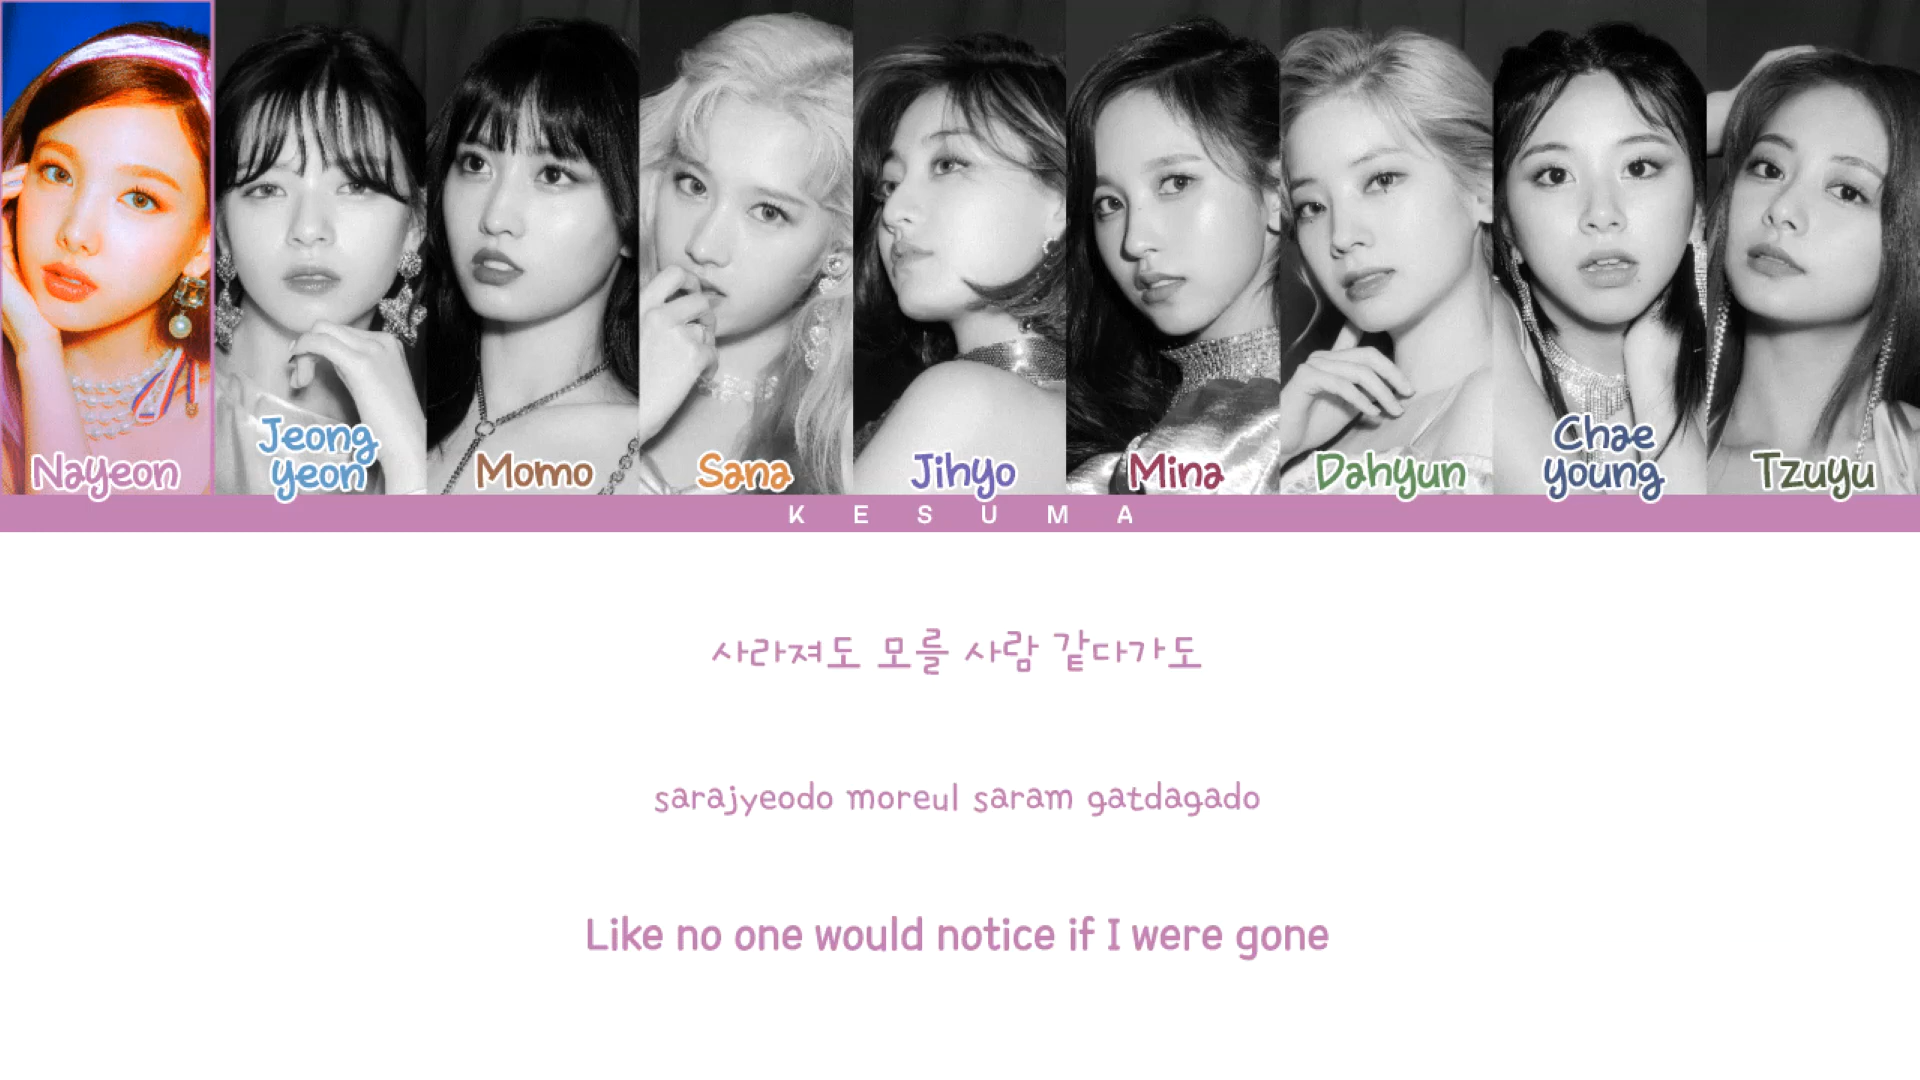 Nayeon
Jeong
yeon
Momo
Sana
Jihyo
Mina
Dahyun
Chae
young
Tzuyu
KESUMA
사라져도 모를 사람 같다가도
sarajyeodo moreul saram gatdagado
Like no one would notice if I were gone